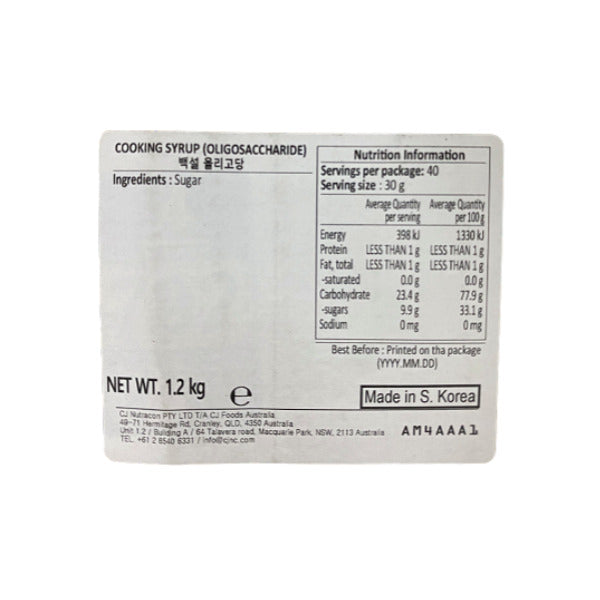 COOKING SYRUP (OLIGOSACCHARIDE)
백설 올리고당
Ingredients : Sugar
Nutrition Information
Servings per package: 40
Serving size : 30 g
Average Quantity per serving Average Quantity per 100 g
Energy 398 kJ 1330 kJ
Protein LESS THAN 1 g LESS THAN 1 g
Fat, total LESS THAN 1 g LESS THAN 1 g
-saturated 0.0 g 0.0 g
Carbohydrate 23.4 g 77.9 g
-sugars 9.9 g 33.1 g
Sodium 0 mg 0 mg
Best Before : Printed on tha package
(YYYY.MM.DD)
NET WT. 1.2 kg e
Made in S. Korea
CJ Nutracon PTY LTD T/A CJ Foods Australia
49-71 Hermitage Rd, Cranley, QLD, 4350 Australia
Unit 1.2 / Building A / 64 Talavera road, Macquarie Park, NSW, 2113 Australia
TEL. +61 2 8540 6331 / info@cjnc.com
AM4AAA1